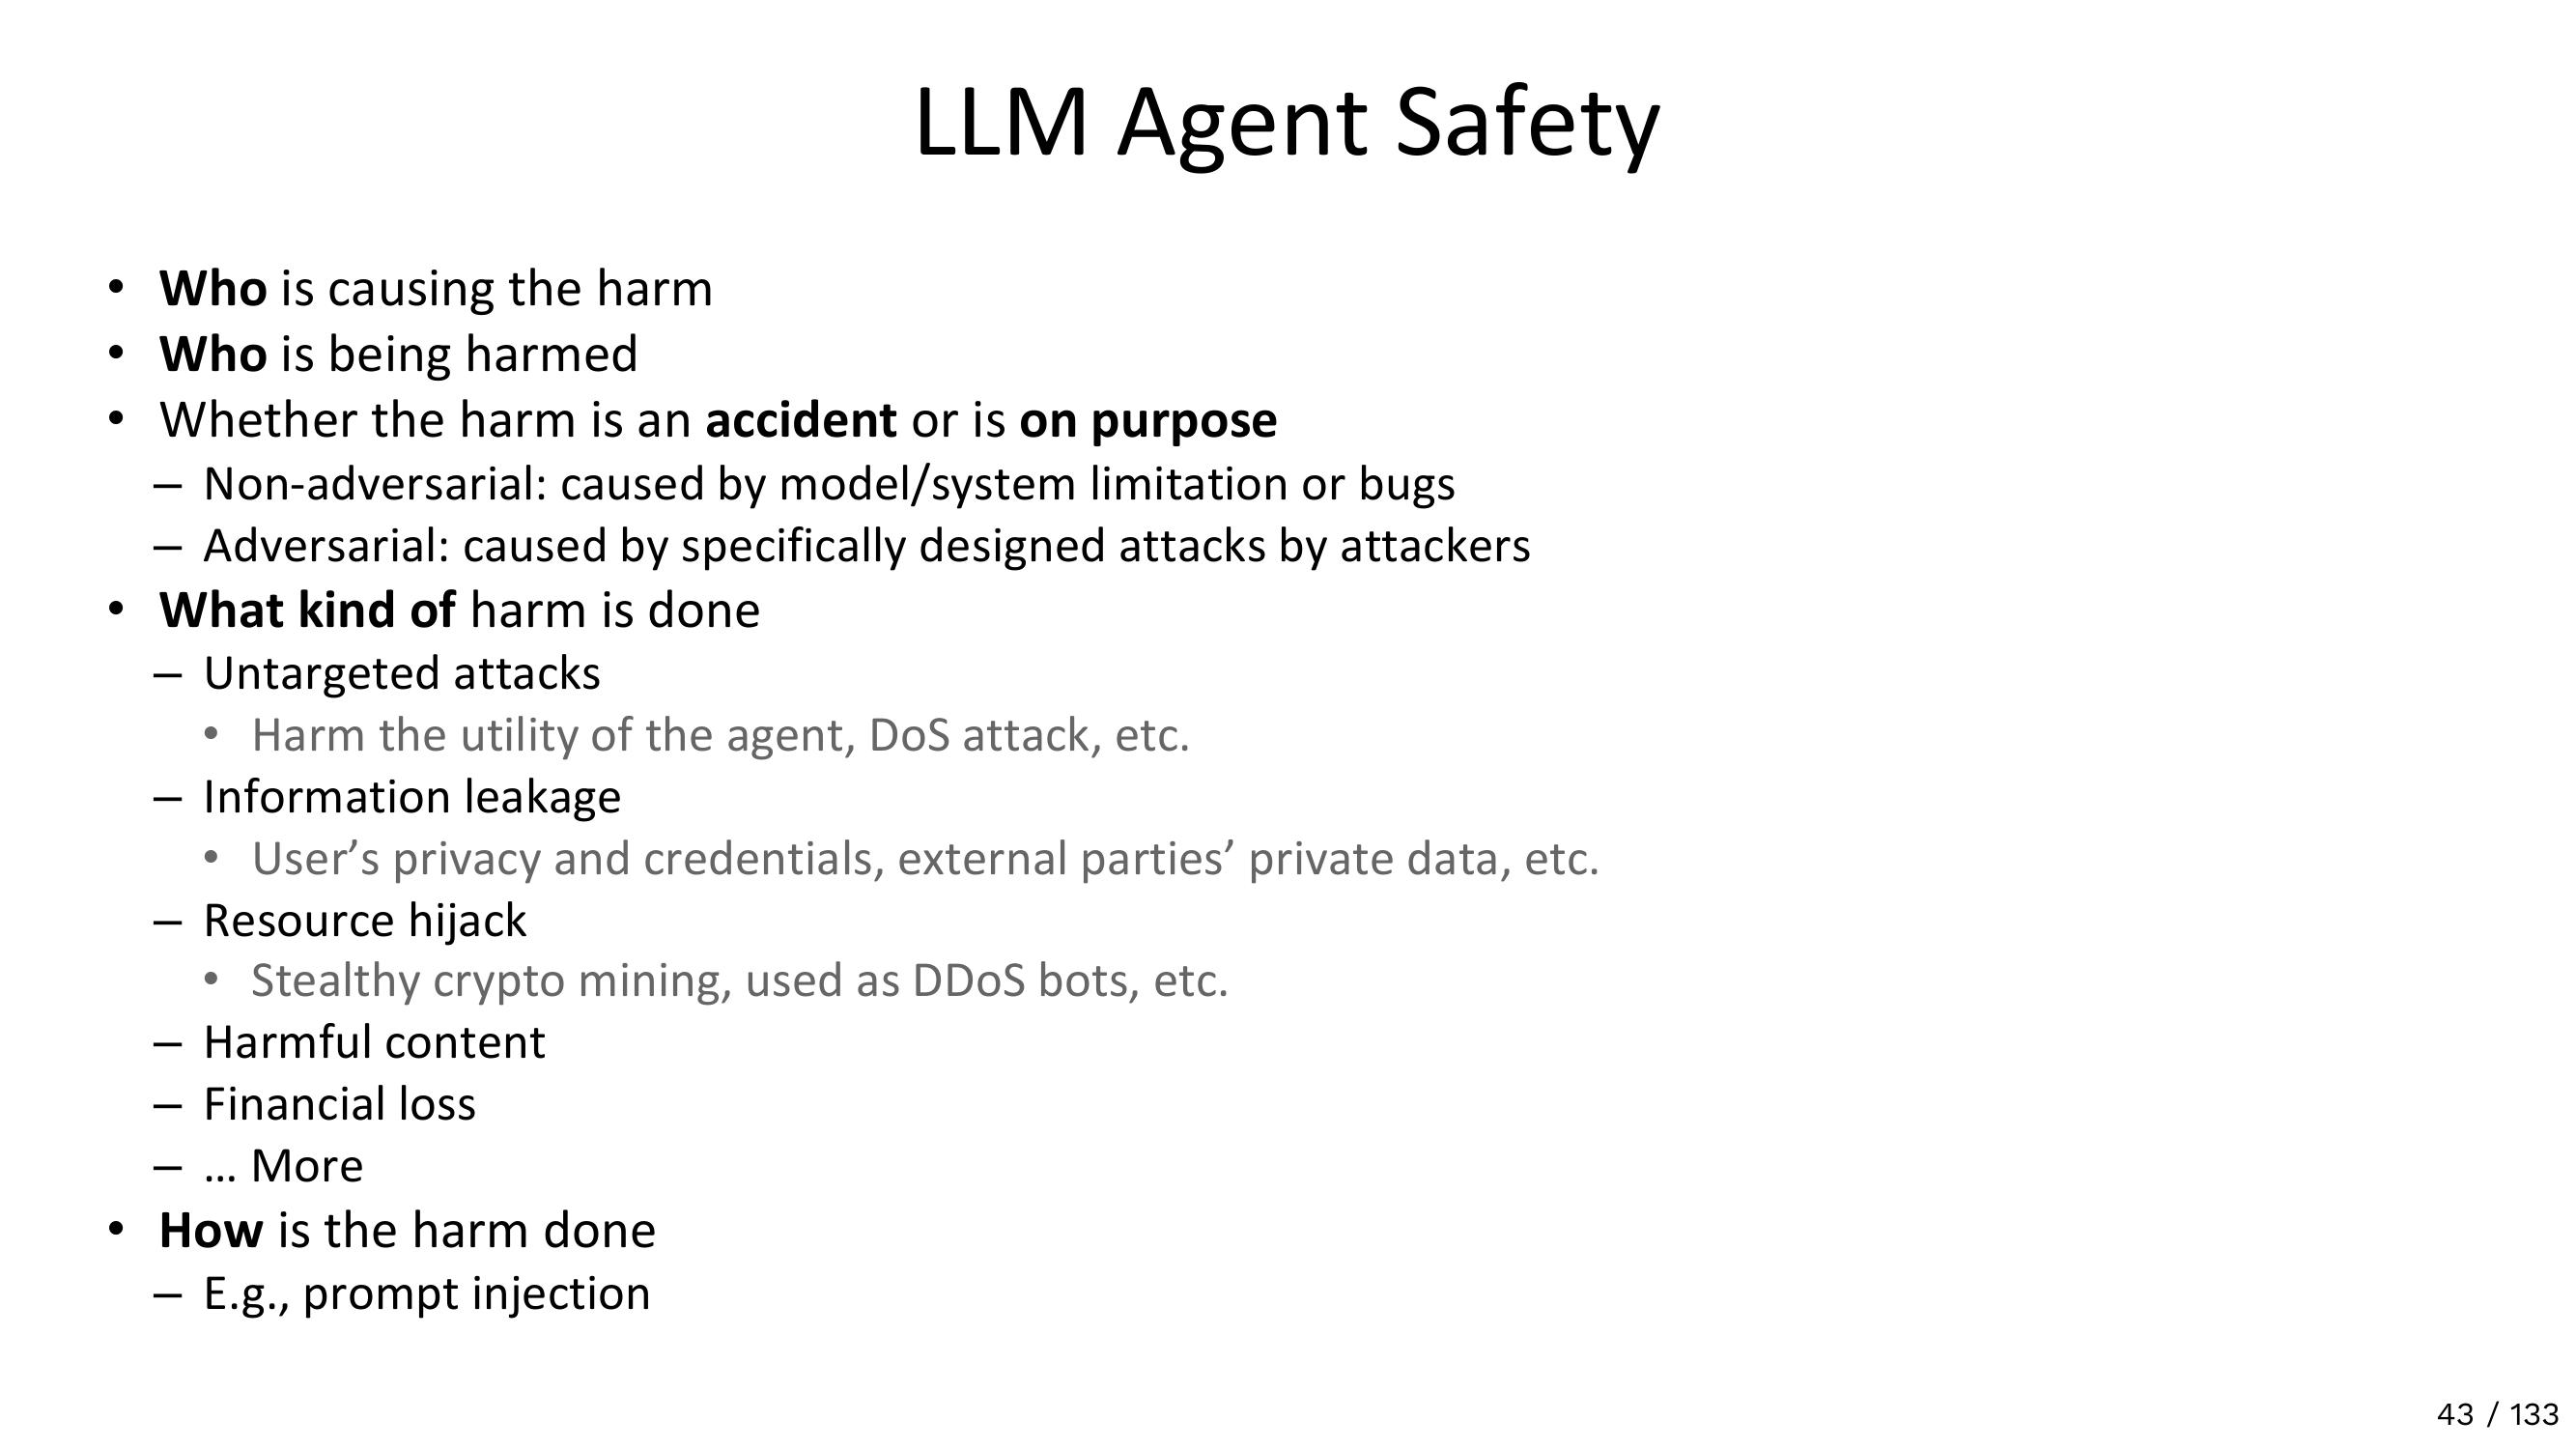 LLM Agent Safety
• Who is causing the harm
• Who is being harmed
• Whether the harm is an accident or is on purpose
– Non-adversarial: caused by model/system limitation or bugs
– Adversarial: caused by specifically designed attacks by attackers
• What kind of harm is done
– Untargeted attacks
• Harm the utility of the agent, DoS attack, etc.
– Information leakage
• User’s privacy and credentials, external parties’ private data, etc.
– Resource hijack
• Stealthy crypto mining, used as DDoS bots, etc.
– Harmful content
– Financial loss
– … More
• How is the harm done
– E.g., prompt injection
43 / 133